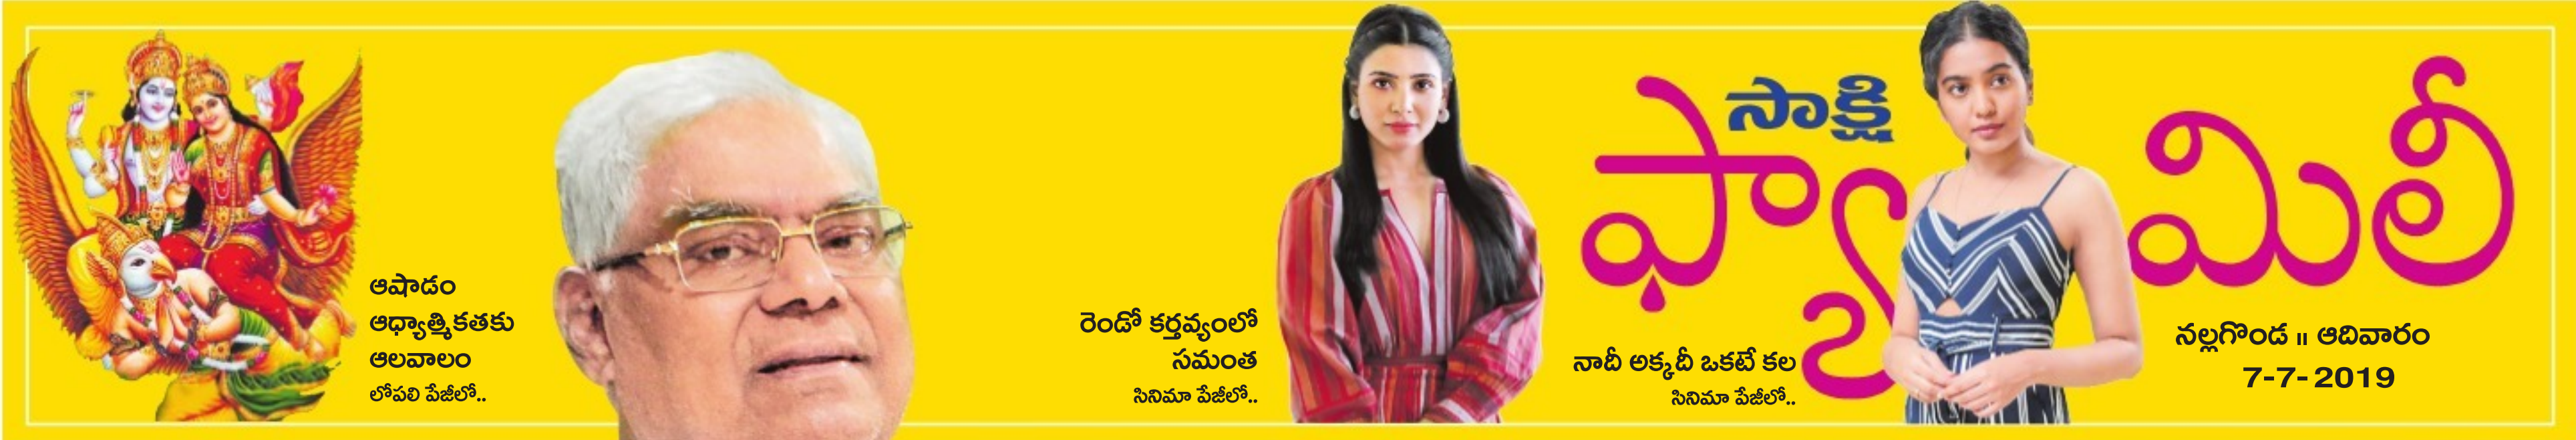 ఆషాడం
ఆధ్యాత్మికతకు
ఆలవాలం
లోపలి పేజీలో..
రెండో కర్తవ్యంలో
సమంత
సినిమా పేజీలో..
సాక్షి
ఫ్యామిలీ
నాదీ అక్కదీ ఒకటే కల
సినిమా పేజీలో..
నల్లగొండ ॥ ఆదివారం
7-7-2019